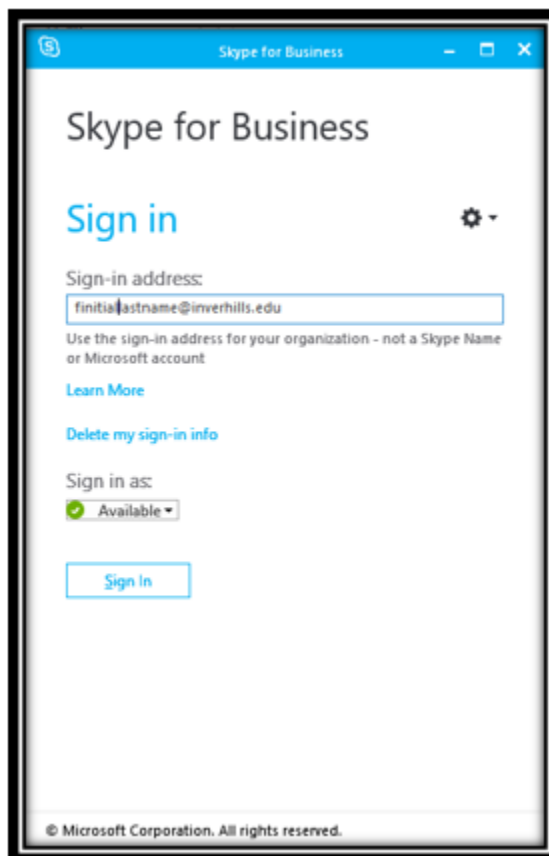 Skype for Business
Skype for Business
Sign in
Sign-in address:
finitiallastname@inverhills.edu
Use the sign-in address for your organization - not a Skype Name
or Microsoft account
Learn More
Delete my sign-in info
Sign in as:
Available
Sign In
© Microsoft Corporation. All rights reserved.